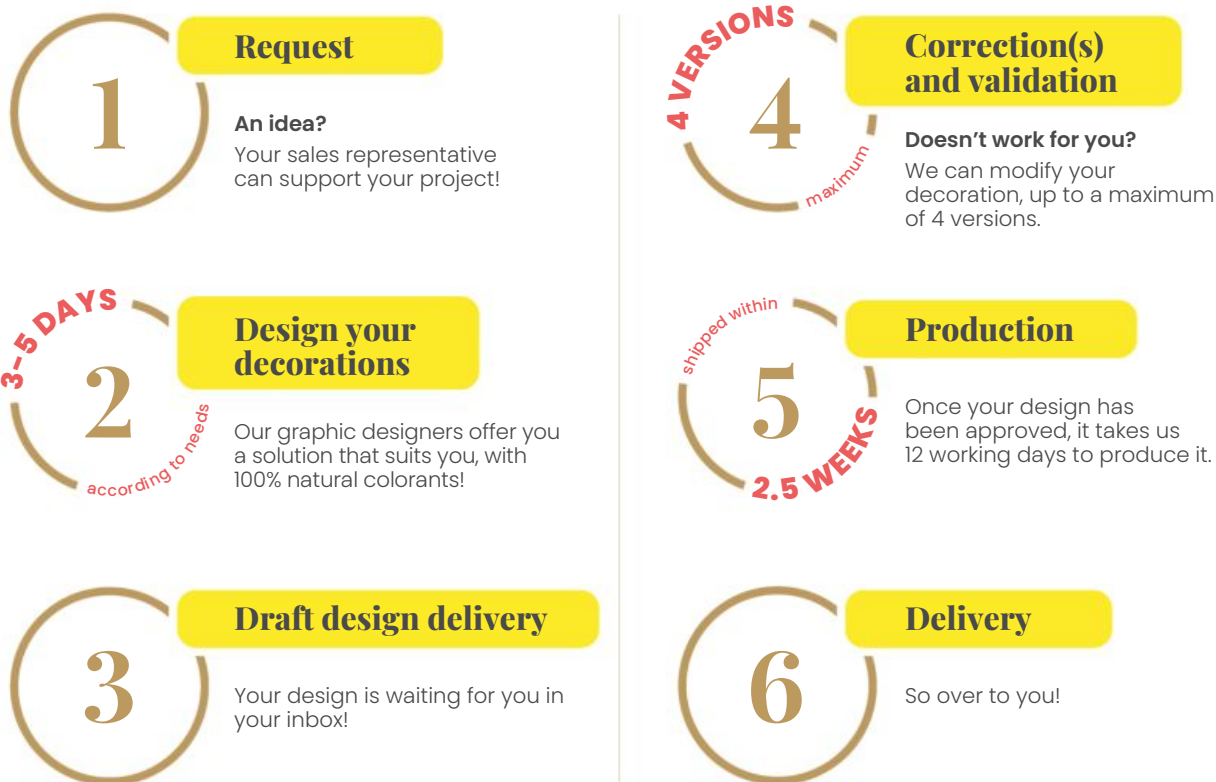 1
Request
An idea?
Your sales representative
can support your project!
3-5 DAYS
2
according to needs
Design your
decorations
Our graphic designers offer you
a solution that suits you, with
100% natural colorants!
3
Draft design delivery
Your design is waiting for you in
your inbox!
4 VERSIONS
4
maximum
Correction(s)
and validation
Doesn’t work for you?
We can modify your
decoration, up to a maximum
of 4 versions.
shipped within
5
2.5 WEEKS
Production
Once your design has
been approved, it takes us
12 working days to produce it.
6
Delivery
So over to you!